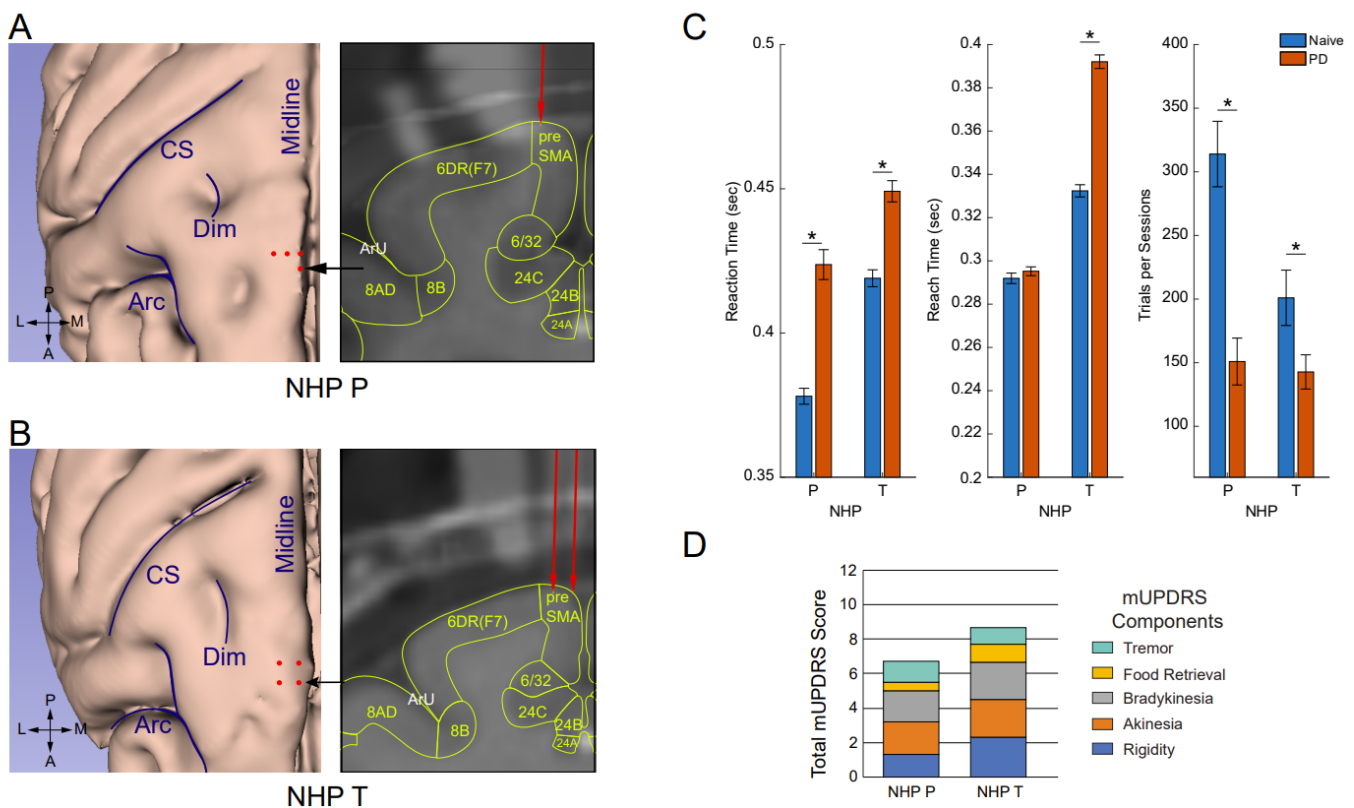 A
CS
Midline
Dim
Arc
P
L
M
A
pre
SMA
6DR(F7)
ArU
6/32
8AD
8B
24C
24B
24A
NHP P
B
CS
Midline
Dim
Arc
P
L
M
A
pre
SMA
6DR(F7)
ArU
6/32
8AD
8B
24C
24B
24A
NHP T
C
Reaction Time (sec)
0.5
0.45
0.4
0.35
*
*
P
T
NHP
Reach Time (sec)
0.4
0.38
0.36
0.34
0.32
0.3
0.28
0.26
0.24
0.22
0.2
*
P
T
NHP
Trials per Sessions
400
350
300
250
200
150
100
*
*
P
T
NHP
Naive
PD
D
Total mUPDRS Score
12
10
8
6
4
2
0
NHP P
NHP T
mUPDRS
Components
Tremor
Food Retrieval
Bradykinesia
Akinesia
Rigidity